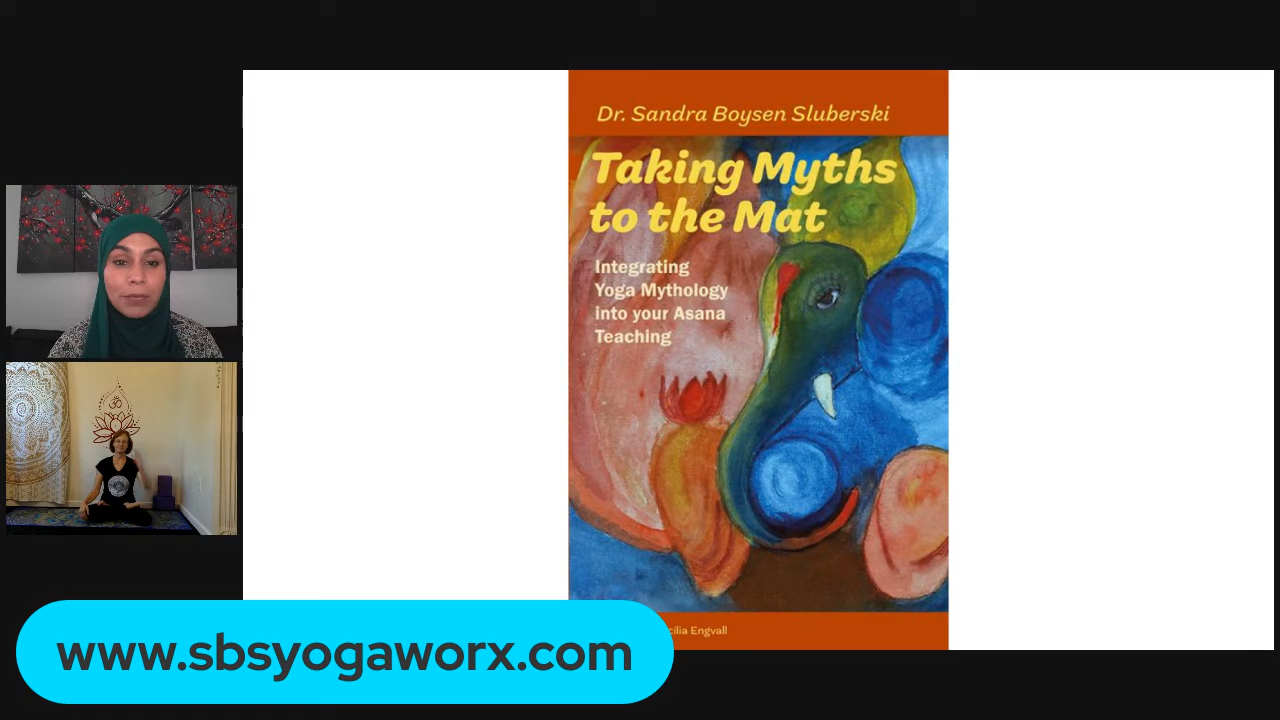 Dr. Sandra Boysen Sluberski
Taking Myths
to the Mat
Integrating
Yoga Mythology
into your Asana
Teaching
Engvall
www.sbsyogaworx.com